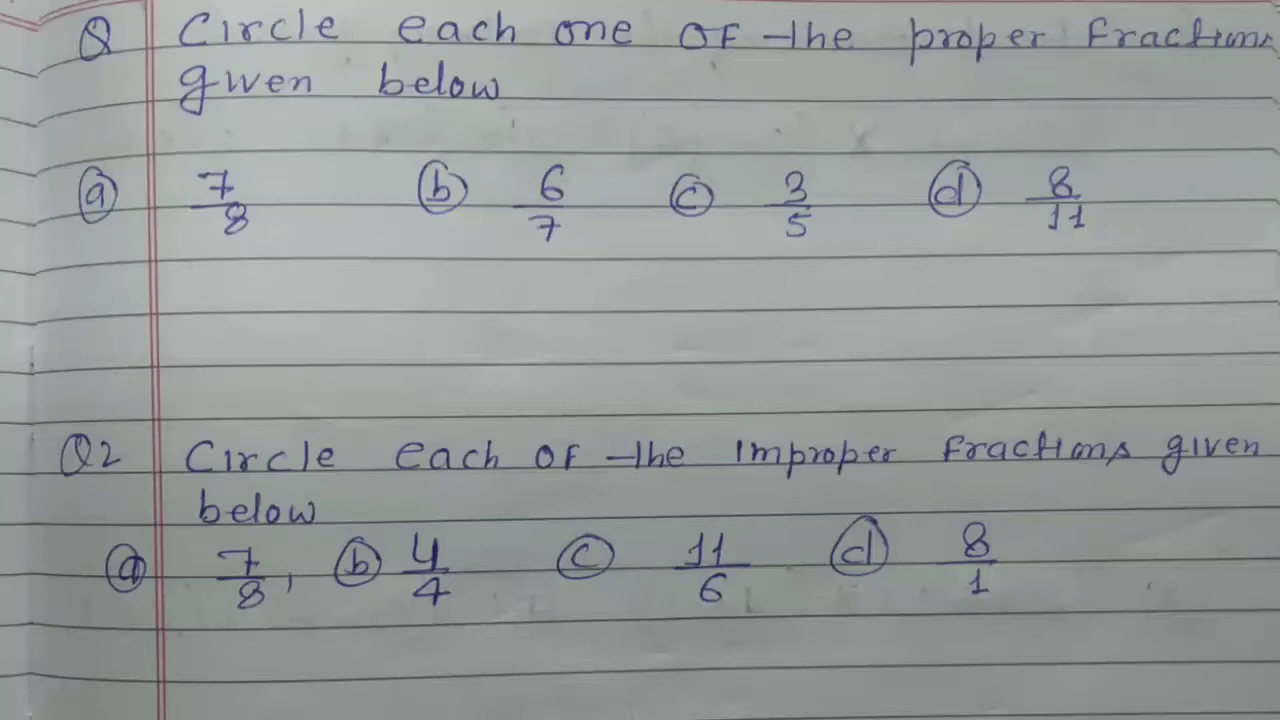 Q Circle each one of the proper fractions
given below
(a) 7/8 (b) 6/7 (c) 3/5 (d) 8/11
Q2 Circle each of the improper fractions given
below
(a) 7/8, (b) 4/4 (c) 11/6 (d) 8/1